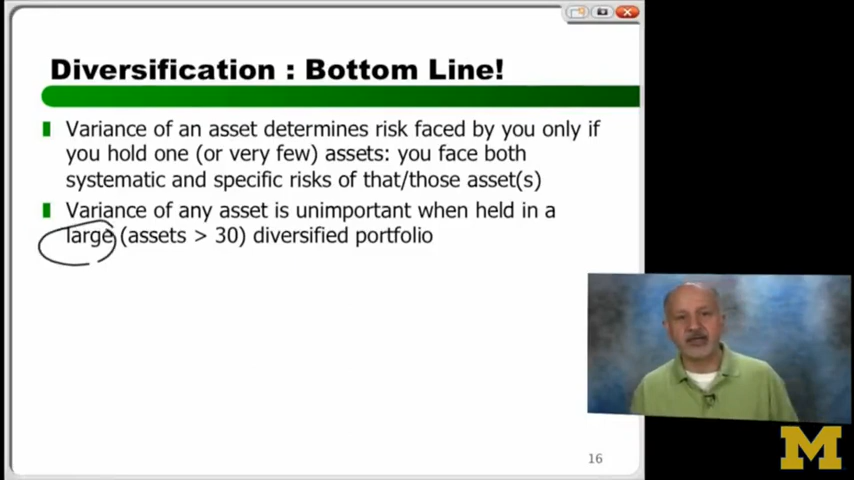 Diversification : Bottom Line!
Variance of an asset determines risk faced by you only if
you hold one (or very few) assets: you face both
systematic and specific risks of that/those asset(s)
Variance of any asset is unimportant when held in a
large (assets > 30) diversified portfolio
16
M